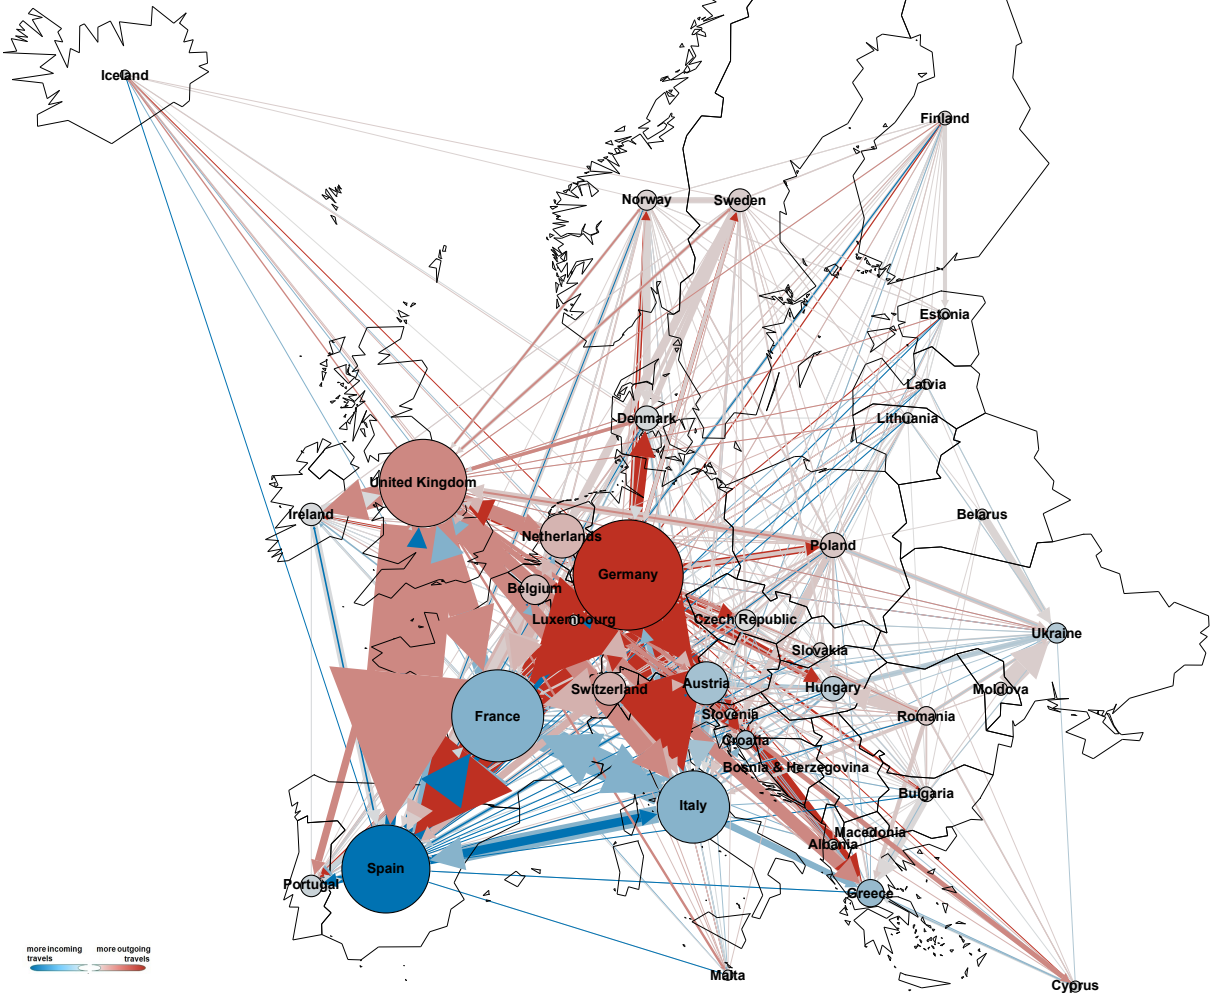 Iceland
Finland
Norway
Sweden
Estonia
Latvia
Denmark
Lithuania
United Kingdom
Ireland
Belarus
Netherlands
Poland
Germany
Belgium
Luxembourg
Czech Republic
Ukraine
Slovakia
Switzerland
Austria
Hungary
Moldova
France
Slovenia
Romania
Croatia
Bosnia & Herzegovina
Bulgaria
Italy
Macedonia
Albania
Spain
Portugal
Greece
more incoming
travels
more outgoing
travels
Malta
Cyprus